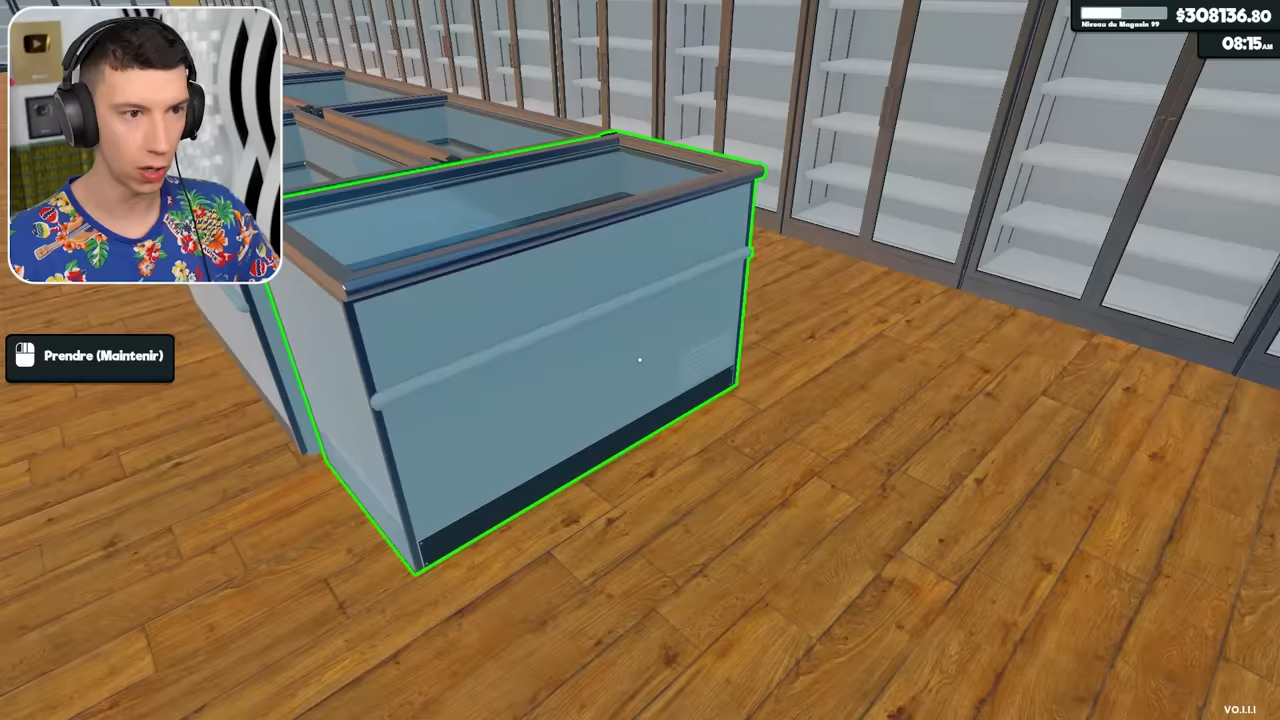 Niveau du Magasin 99
$308136.80
08:15AM
Prendre (Maintenir)
V0.1.1.1